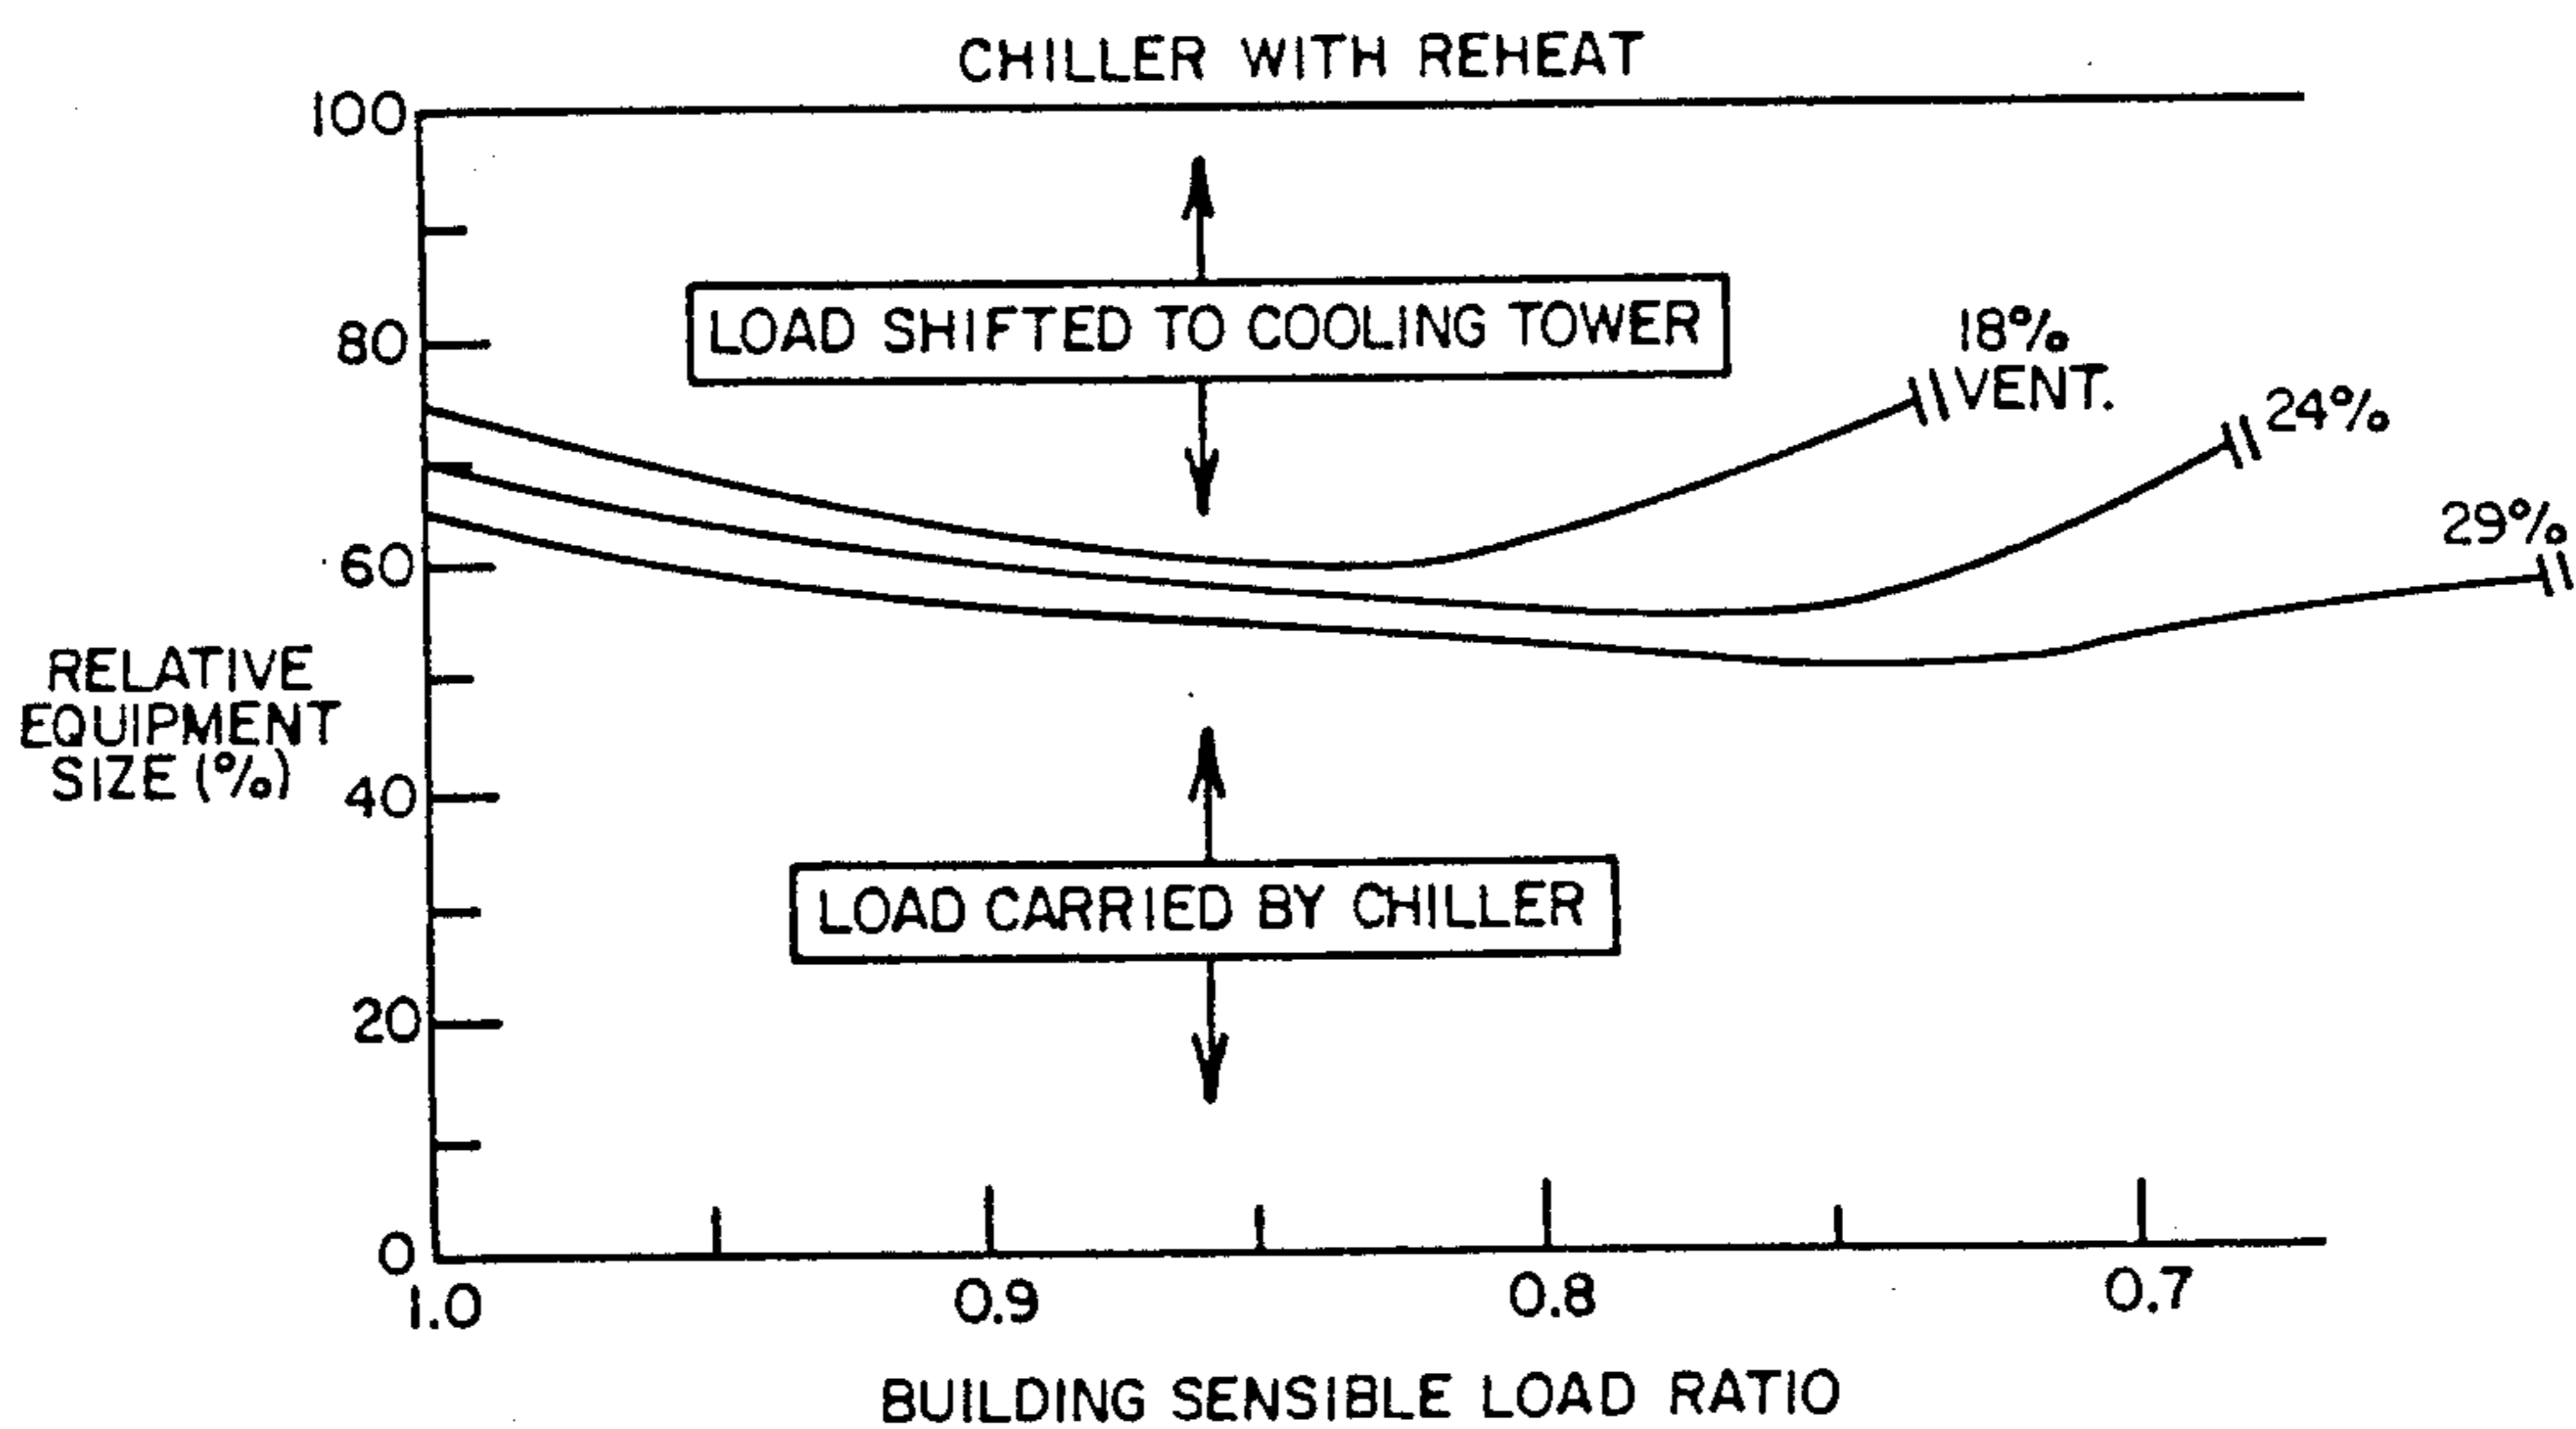 CHILLER WITH REHEAT
100
LOAD SHIFTED TO COOLING TOWER
80
18%
VENT.
24%
29%
60
RELATIVE
EQUIPMENT
SIZE (%)
40
LOAD CARRIED BY CHILLER
20
0
1.0
0.9
0.8
0.7
BUILDING SENSIBLE LOAD RATIO